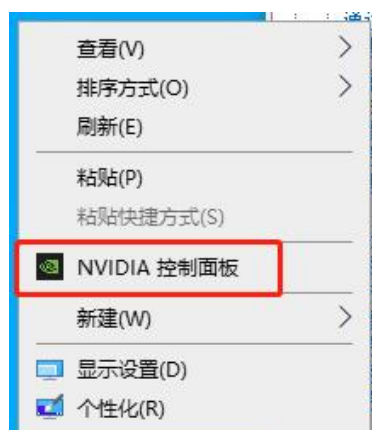 查看(V)
排序方式(O)
刷新(E)
粘贴(P)
粘贴快捷方式(S)
NVIDIA 控制面板
新建(W)
显示设置(D)
个性化(R)